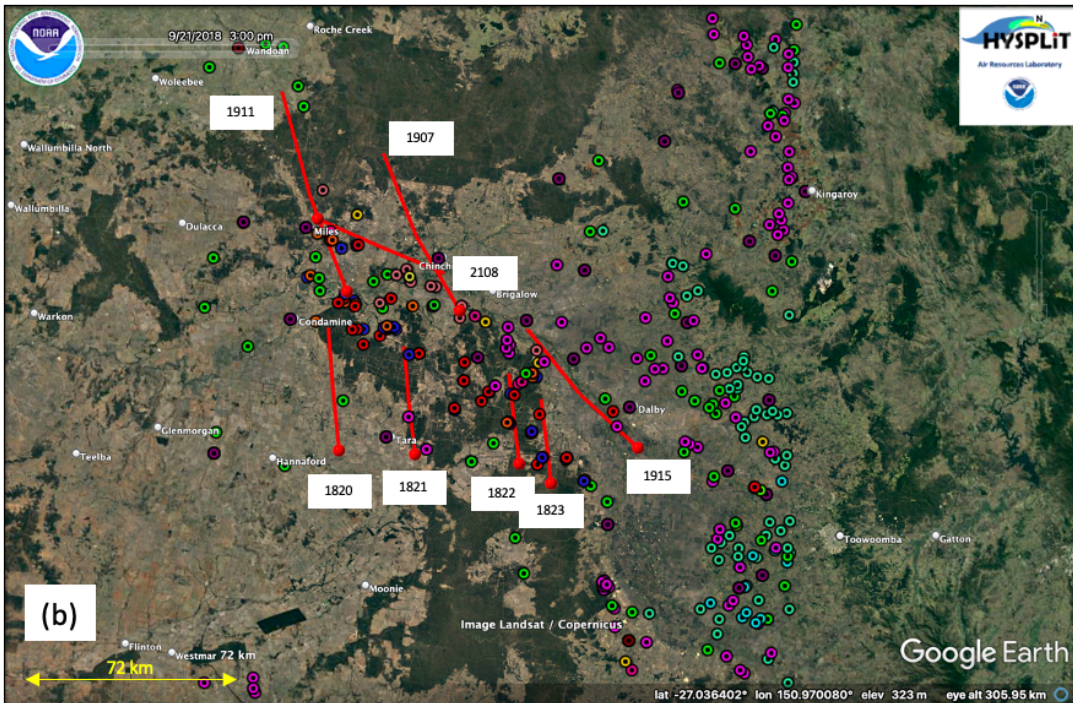 NOAA
9/21/2018 3:00 pm
Roche Creek
N
HYSPLIT
Air Resources Laboratory
Wandoan
Woleebee
1911
1907
Wallumbilla North
Kingaroy
Wallumbilla
Dulacca
Miles
Chinch
2108
Brigalow
Warkon
Condamine
Dalby
Glenmorgan
Tara
Teelba
Hannaford
1820
1821
1822
1823
1915
Toowoomba
Gatton
Moonie
(b)
Image Landsat / Copernicus
Flinton
Westmar 72 km
72 km
Google Earth
lat -27.036402° lon 150.970080° elev 323 m eye alt 305.95 km